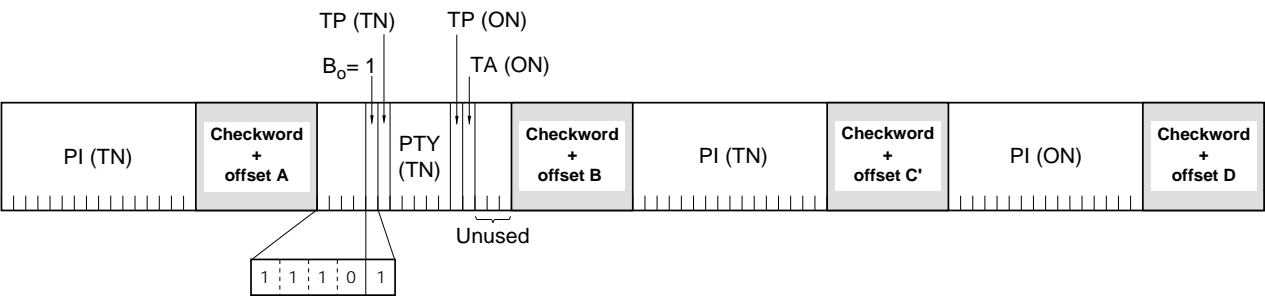 TP (TN) TP (ON)
Bo= 1 TA (ON)
PI (TN)
Checkword
+
offset A
PTY
(TN)
Checkword
+
offset B
PI (TN)
Checkword
+
offset C'
PI (ON)
Checkword
+
offset D
Unused
1 1 1 0 1